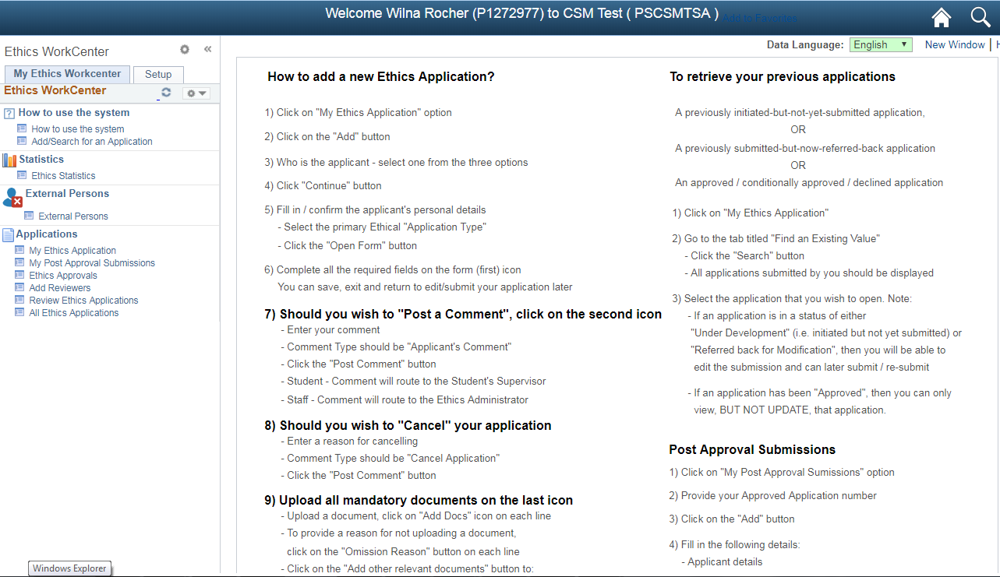 Welcome Wilna Rocher (P1272977) to CSM Test ( PSCSMTSA )
Add to Favorites
Ethics WorkCenter
«
My Ethics Workcenter
Setup
Ethics WorkCenter
How to use the system
How to use the system
Add/Search for an Application
Statistics
Ethics Statistics
External Persons
External Persons
Applications
My Ethics Application
My Post Approval Submissions
Ethics Approvals
Add Reviewers
Review Ethics Applications
All Ethics Applications
Windows Explorer
Data Language: English
New Window
How to add a new Ethics Application?
1) Click on "My Ethics Application" option
2) Click on the "Add" button
3) Who is the applicant - select one from the three options
4) Click "Continue" button
5) Fill in / confirm the applicant's personal details
- Select the primary Ethical "Application Type"
- Click the "Open Form" button
6) Complete all the required fields on the form (first) icon
You can save, exit and return to edit/submit your application later
7) Should you wish to "Post a Comment", click on the second icon
- Enter your comment
- Comment Type should be "Applicant's Comment"
- Click the "Post Comment" button
- Student - Comment will route to the Student's Supervisor
- Staff - Comment will route to the Ethics Administrator
8) Should you wish to "Cancel" your application
- Enter a reason for cancelling
- Comment Type should be "Cancel Application"
- Click the "Post Comment" button
9) Upload all mandatory documents on the last icon
- Upload a document, click on "Add Docs" icon on each line
- To provide a reason for not uploading a document,
click on the "Omission Reason" button on each line
- Click on the "Add other relevant documents" button to:
To retrieve your previous applications
A previously initiated-but-not-yet-submitted application,
OR
A previously submitted-but-now-referred-back application
OR
An approved / conditionally approved / declined application
1) Click on "My Ethics Application"
2) Go to the tab titled "Find an Existing Value"
- Click the "Search" button
- All applications submitted by you should be displayed
3) Select the application that you wish to open. Note:
- If an application is in a status of either
"Under Development" (i.e. initiated but not yet submitted) or
"Referred back for Modification", then you will be able to
edit the submission and can later submit / re-submit
- If an application has been "Approved", then you can only
view, BUT NOT UPDATE, that application.
Post Approval Submissions
1) Click on "My Post Approval Sumissions" option
2) Provide your Approved Application number
3) Click on the "Add" button
4) Fill in the following details:
- Applicant details